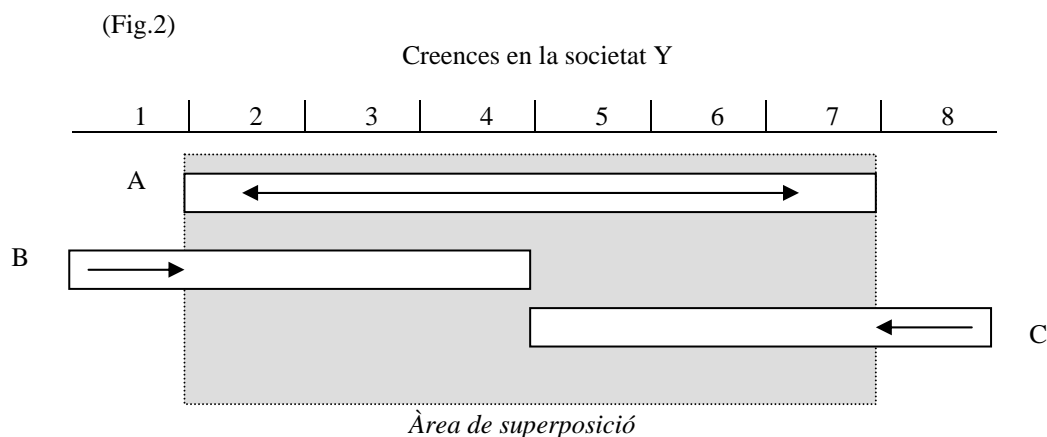 (Fig.2)
Creences en la societat Y
1 2 3 4 5 6 7 8
A
B
C
Àrea de superposició